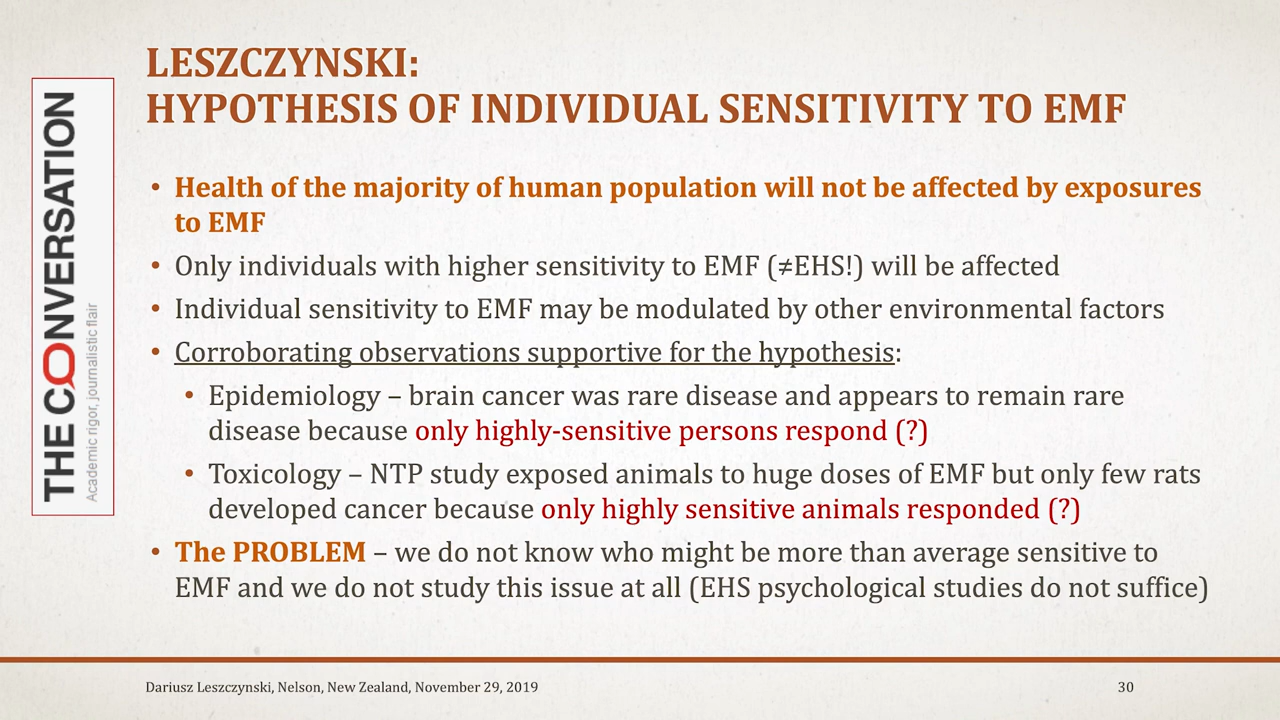 LESZCZYNSKI:
HYPOTHESIS OF INDIVIDUAL SENSITIVITY TO EMF
THE CONVERSATION
Academic rigor, journalistic flair
• Health of the majority of human population will not be affected by exposures
to EMF
• Only individuals with higher sensitivity to EMF (≠EHS!) will be affected
• Individual sensitivity to EMF may be modulated by other environmental factors
• Corroborating observations supportive for the hypothesis:
• Epidemiology – brain cancer was rare disease and appears to remain rare
disease because only highly-sensitive persons respond (?)
• Toxicology – NTP study exposed animals to huge doses of EMF but only few rats
developed cancer because only highly sensitive animals responded (?)
• The PROBLEM – we do not know who might be more than average sensitive to
EMF and we do not study this issue at all (EHS psychological studies do not suffice)
Dariusz Leszczynski, Nelson, New Zealand, November 29, 2019
30